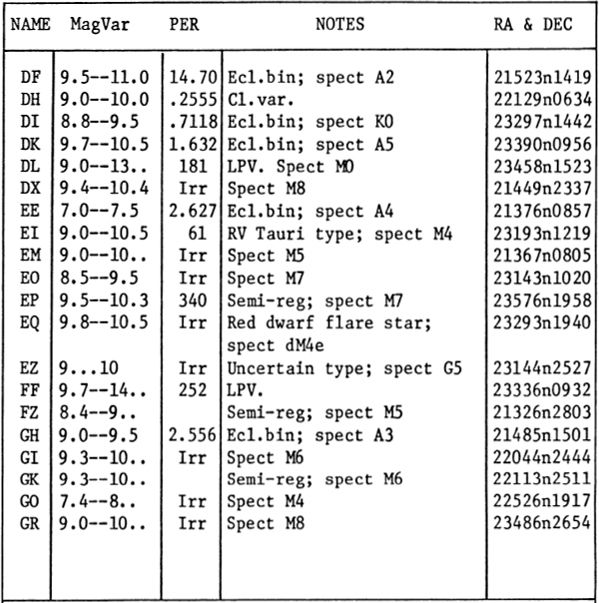 NAME MagVar PER NOTES RA & DEC
DF 9.5--11.0 14.70 Ecl.bin; spect A2 21523n1419
DH 9.0--10.0 .2555 Cl.var. 22129n0634
DI 8.8--9.5 .7118 Ecl.bin; spect K0 23297n1442
DK 9.7--10.5 1.632 Ecl.bin; spect A5 23390n0956
DL 9.0--13.. 181 LPV. Spect M0 23458n1523
DX 9.4--10.4 Irr Spect M8 21449n2337
EE 7.0--7.5 2.627 Ecl.bin; spect A4 21376n0857
EI 9.0--10.5 61 RV Tauri type; spect M4 23193n1219
EM 9.0--10.. Irr Spect M5 21367n0805
EO 8.5--9.5 Irr Spect M7 23143n1020
EP 9.5--10.3 340 Semi-reg; spect M7 23576n1958
EQ 9.8--10.5 Irr Red dwarf flare star; 23293n1940
spect dM4e
EZ 9...10 Irr Uncertain type; spect G5 23144n2527
FF 9.7--14.. 252 LPV. 23336n0932
FZ 8.4--9.. Semi-reg; spect M5 21326n2803
GH 9.0--9.5 2.556 Ecl.bin; spect A3 21485n1501
GI 9.3--10.. Irr Spect M6 22044n2444
GK 9.3--10.. Semi-reg; spect M6 22113n2511
GO 7.4--8.. Irr Spect M4 22526n1917
GR 9.0--10.. Irr Spect M8 23486n2654